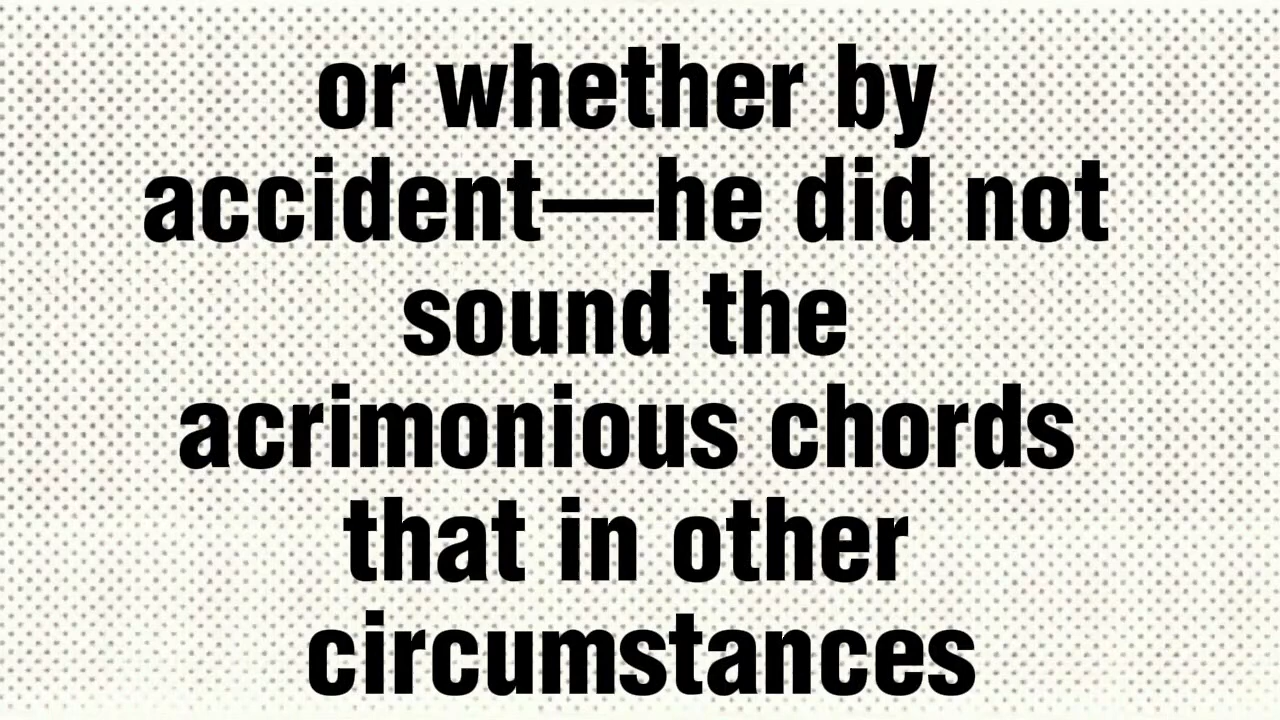 or whether by
accident—he did not
sound the
acrimonious chords
that in other
circumstances